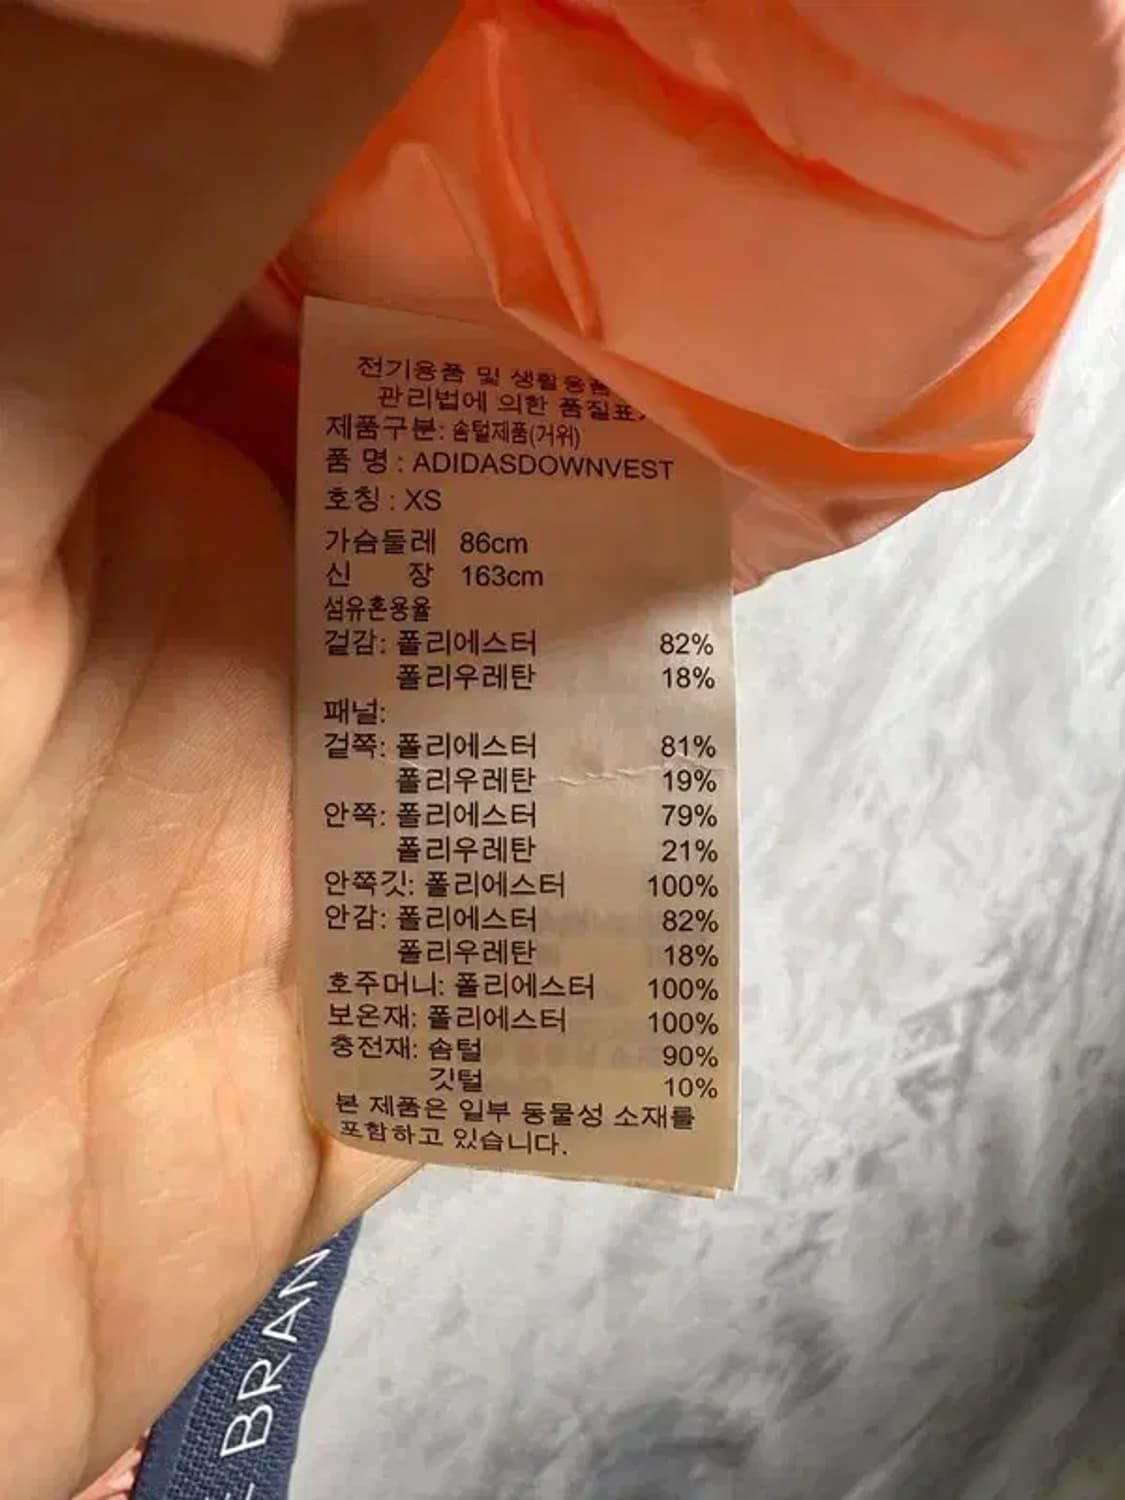 전기용품 및 생활용품
관리법에 의한 품질표
제품구분: 솜털제품(거위)
품 명 : ADIDASDOWNVEST
호칭 : XS
가슴둘레 86cm
신 장 163cm
섬유혼용율
겉감: 폴리에스터 82%
폴리우레탄 18%
패널:
겉쪽: 폴리에스터 81%
폴리우레탄 19%
안쪽: 폴리에스터 79%
폴리우레탄 21%
안쪽깃: 폴리에스터 100%
안감: 폴리에스터 82%
폴리우레탄 18%
호주머니: 폴리에스터 100%
보온재: 폴리에스터 100%
충전재: 솜털 90%
깃털 10%
본 제품은 일부 동물성 소재를
포함하고 있습니다.
BRAN